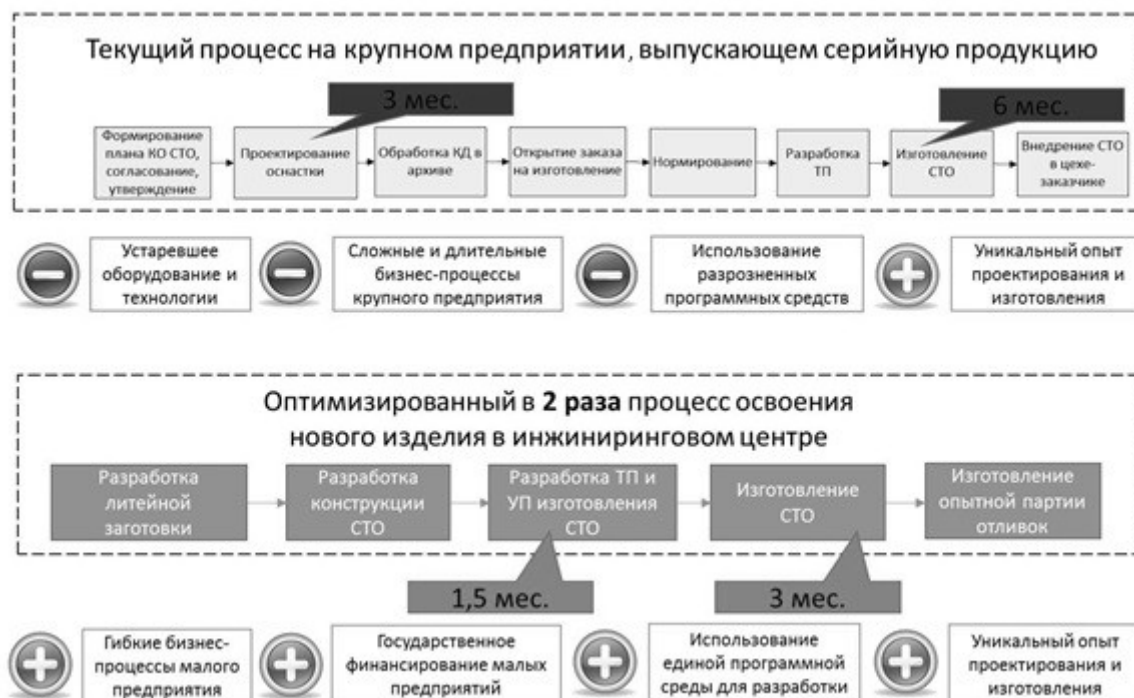 Текущий процесс на крупном предприятии, выпускающем серийную продукцию
3 мес.
6 мес.
Формирование
плана КО СТО,
согласование,
утверждение
Проектирование
оснастки
Обработка КД в
архиве
Открытие заказа
на изготовление
Нормирование
Разработка
ТП
Изготовление
СТО
Внедрение СТО
в цехе-
заказчике
Устаревшее
оборудование и
технологии
Сложные и длительные
бизнес-процессы
крупного предприятия
Использование
разрозненных
программных средств
Уникальный опыт
проектирования и
изготовления
Оптимизированный в 2 раза процесс освоения
нового изделия в инжиниринговом центре
Разработка
литейной
заготовки
Разработка
конструкции
СТО
Разработка ТП и
УП изготовления
СТО
Изготовление
СТО
Изготовление
опытной партии
отливок
1,5 мес.
3 мес.
Гибкие бизнес-
процессы малого
предприятия
Государственное
финансирование малых
предприятий
Использование
единой программной
среды для разработки
Уникальный опыт
проектирования и
изготовления